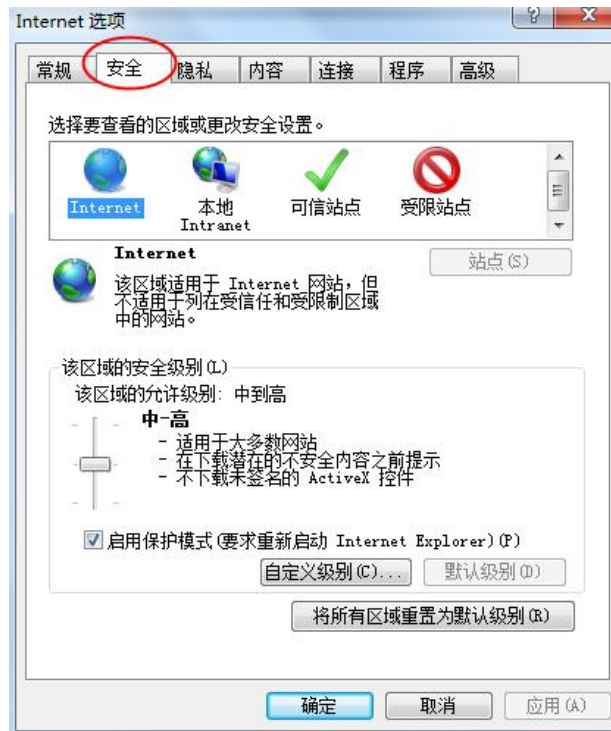 Internet 选项
常规 安全 隐私 内容 连接 程序 高级
选择要查看的区域或更改安全设置。
Internet 本地 可信站点 受限站点
Intranet
Internet 站点(S)
该区域适用于 Internet 网站，但
不适用于列在受信任和受限制区域
中的网站。
该区域的安全级别(L)
该区域的允许级别: 中到高
中-高
- 适用于大多数网站
- 在下载潜在的不安全内容之前提示
- 不下载未签名的 ActiveX 控件
启用保护模式(要求重新启动 Internet Explorer)(P)
自定义级别(C)... 默认级别(D)
将所有区域重置为默认级别(R)
确定 取消 应用(A)